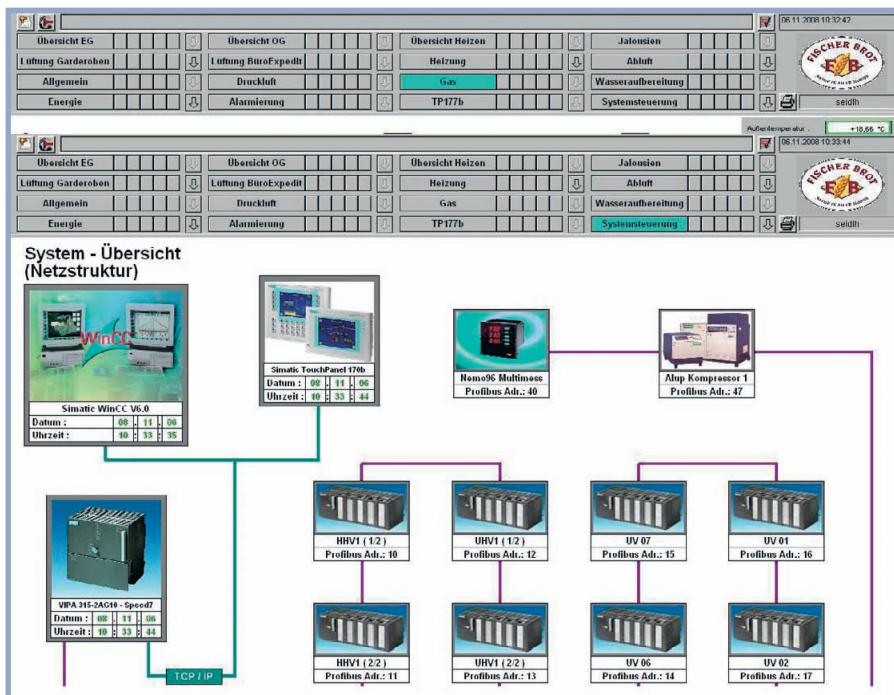 06.11.2008 10:32:42
Übersicht EG Übersicht OG Übersicht Heizen Jalousien
Lüftung Garderoben Lüftung BüroExpedit Heizung Abluft
Allgemein Druckluft Gas Wasseraufbereitung
Energie Alarmierung TP177b Systemsteuerung
FISCHER BROT
seidlh
Außentemperatur : +18,66 °C
06.11.2008 10:33:44
Übersicht EG Übersicht OG Übersicht Heizen Jalousien
Lüftung Garderoben Lüftung BüroExpedit Heizung Abluft
Allgemein Druckluft Gas Wasseraufbereitung
Energie Alarmierung TP177b Systemsteuerung
FISCHER BROT
seidlh
System - Übersicht
(Netzstruktur)
WinCC
Simatic WinCC V6.0
Datum : 08 . 11 . 06
Uhrzeit : 10 : 33 : 35
Simatic TouchPanel 170b
Datum : 08 . 11 . 06
Uhrzeit : 10 : 33 : 44
Nemo96 Multimess
Profibus Adr.: 40
Alup Kompressor 1
Profibus Adr.: 47
HHV1 ( 1/2 )
Profibus Adr.: 10
UHV1 ( 1/2 )
Profibus Adr.: 12
UV 07
Profibus Adr.: 15
UV 01
Profibus Adr.: 16
VIPA 315-2AG10 - Speed7
Datum : 08 . 11 . 06
Uhrzeit : 10 : 33 : 44
HHV1 ( 2/2 )
Profibus Adr.: 11
UHV1 ( 2/2 )
Profibus Adr.: 13
UV 06
Profibus Adr.: 14
UV 02
Profibus Adr.: 17
TCP / IP